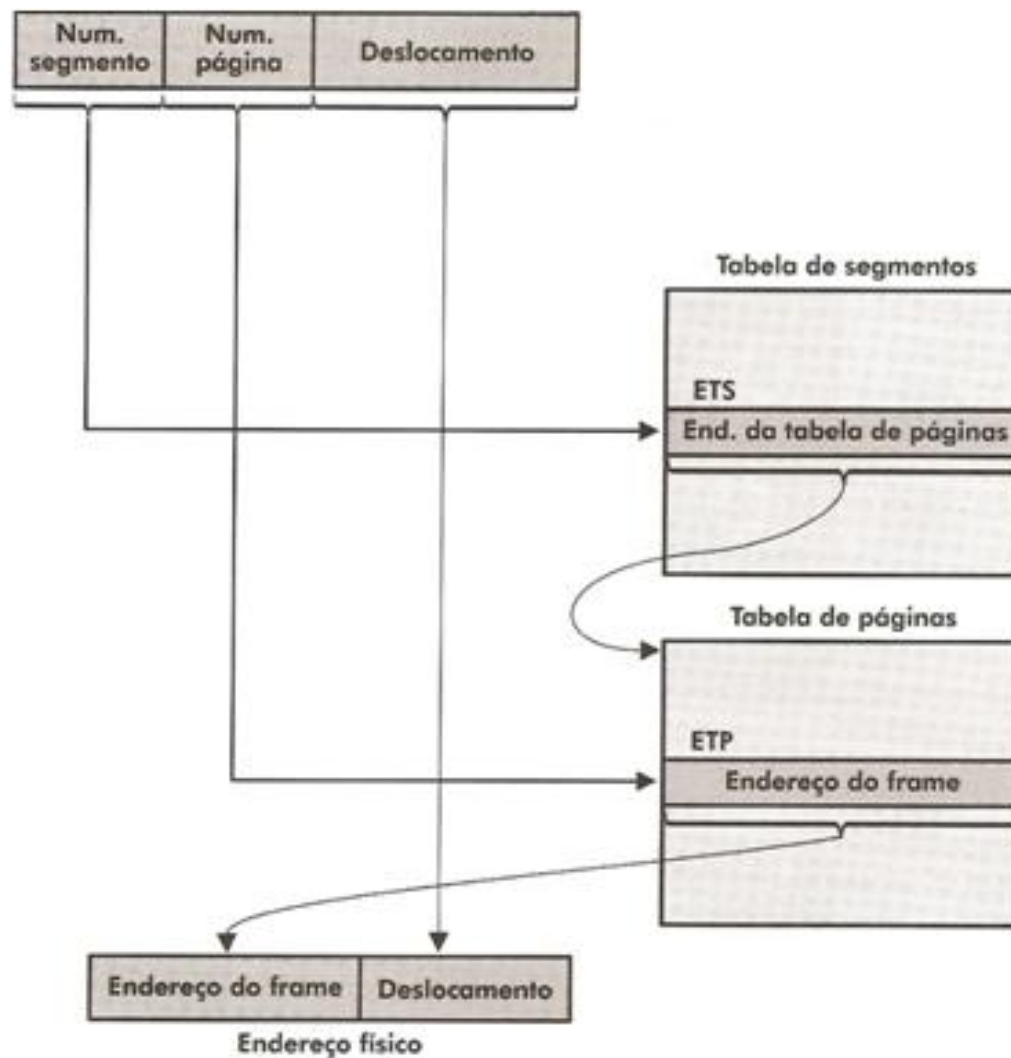 Num.
segmento
Num.
página
Deslocamento
Tabela de segmentos
ETS
End. da tabela de páginas
Tabela de páginas
ETP
Endereço do frame
Endereço do frame
Deslocamento
Endereço físico